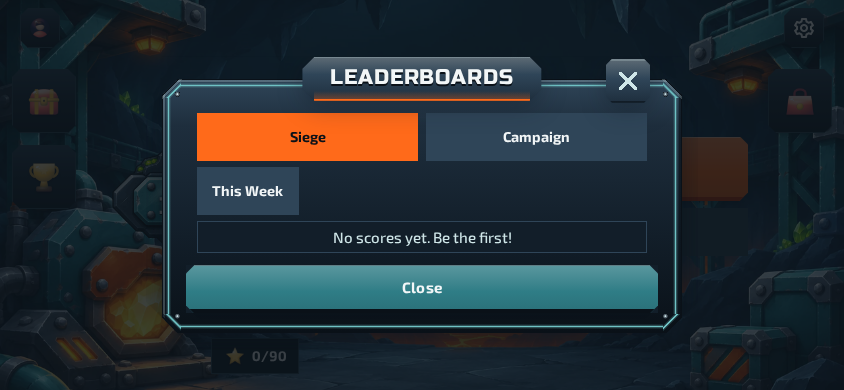 LEADERBOARDS
Siege
Campaign
This Week
No scores yet. Be the first!
Close
0/90